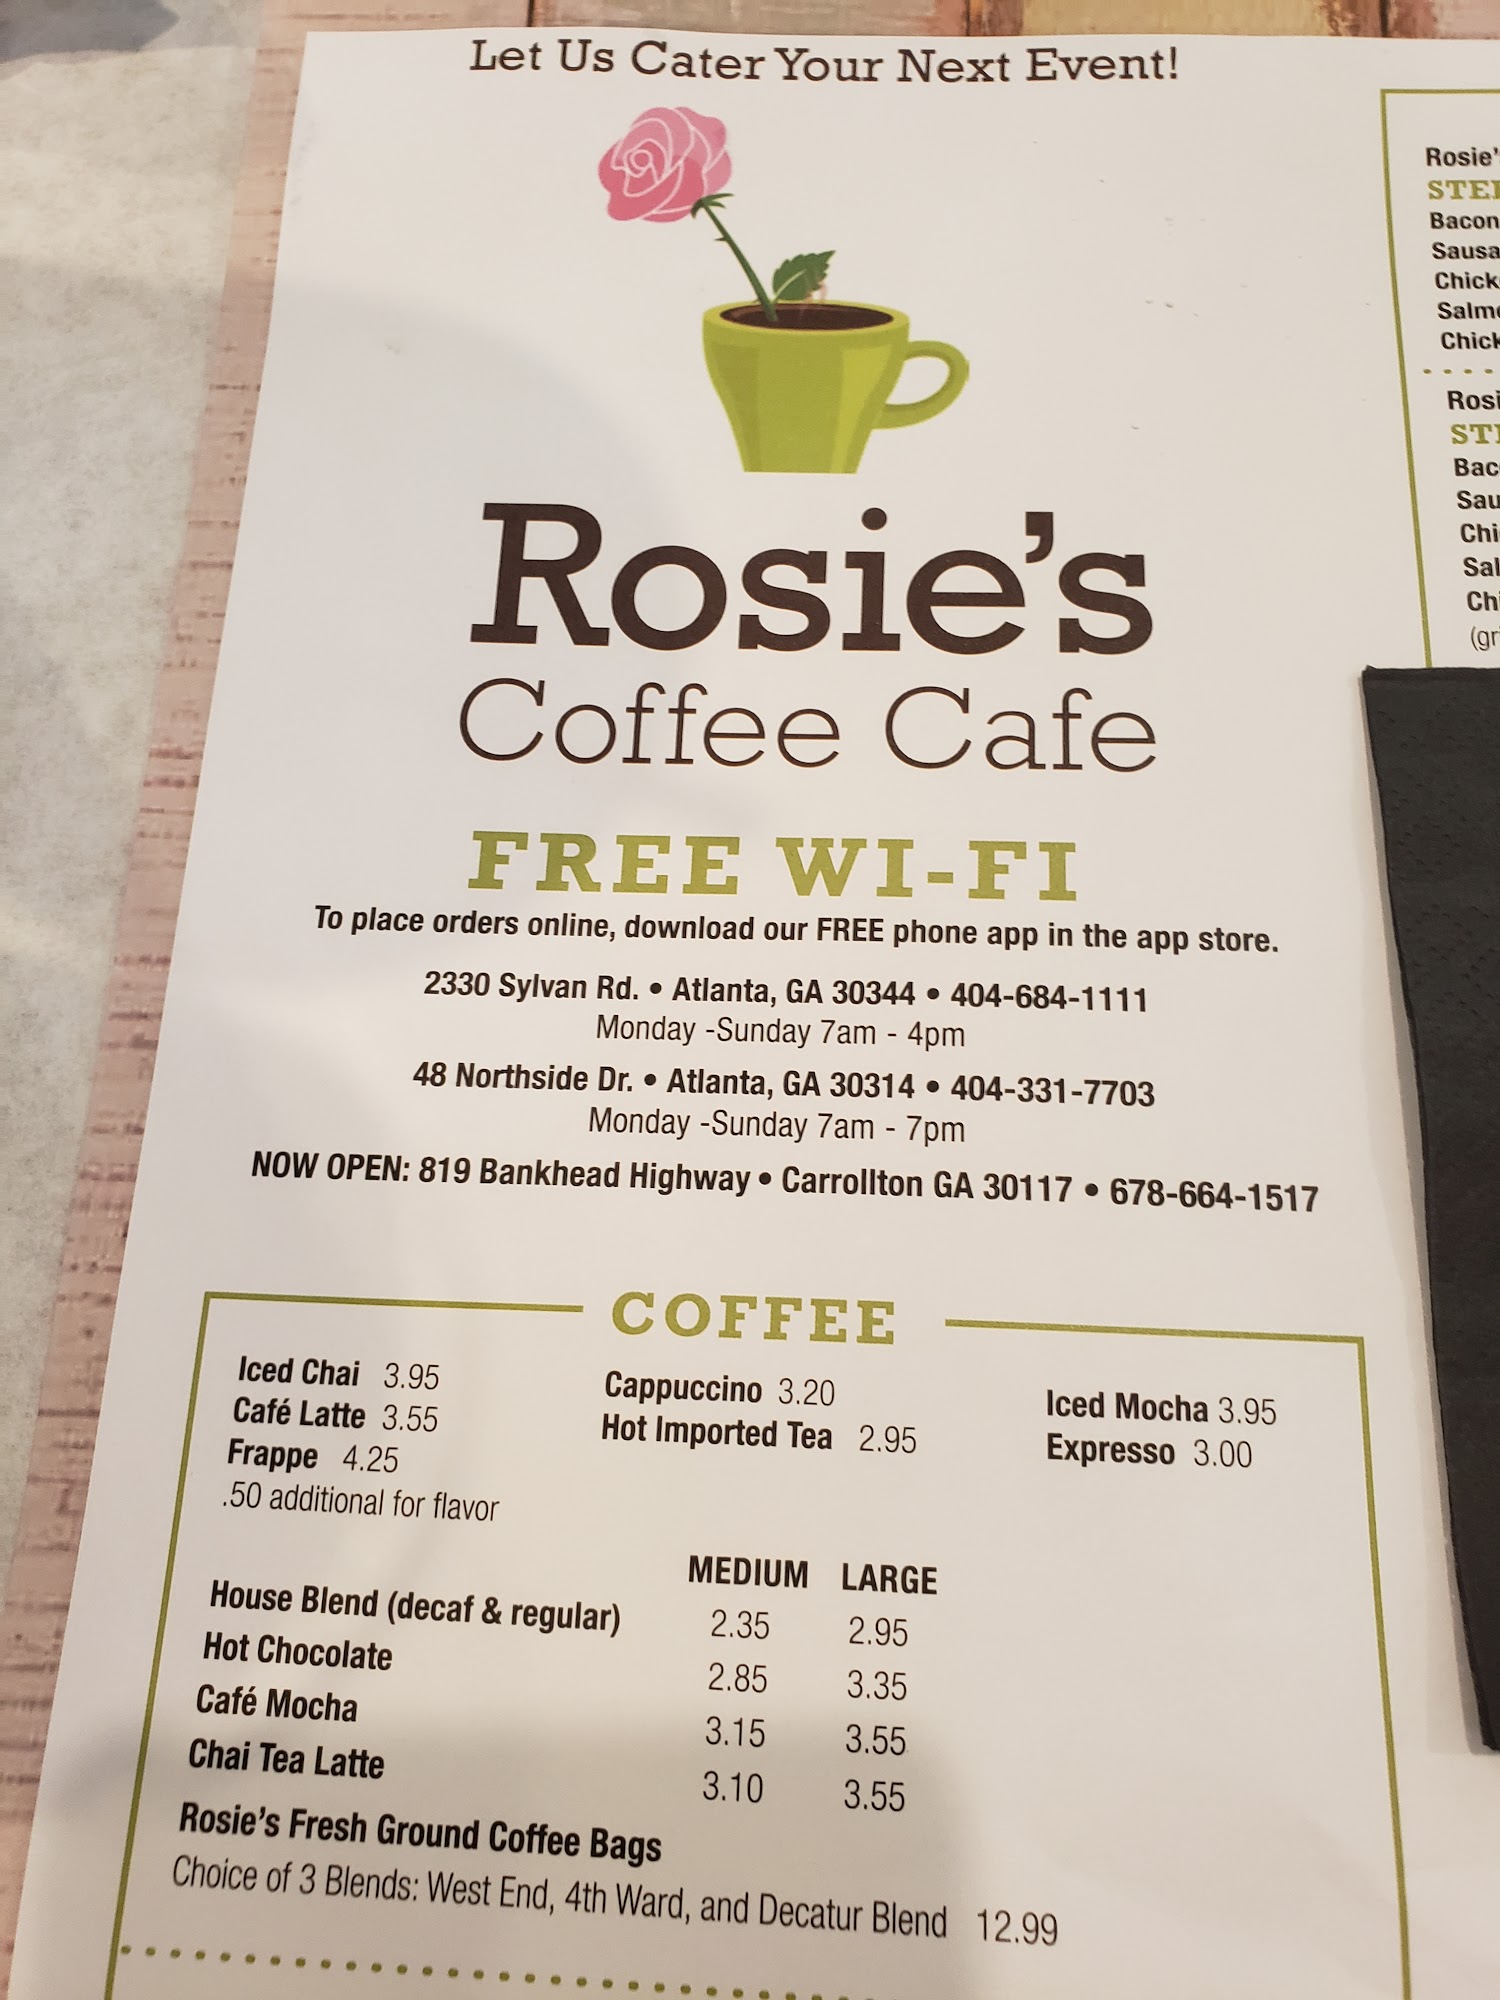 Let Us Cater Your Next Event!
Rosie's
Coffee Cafe
FREE WI-FI
To place orders online, download our FREE phone app in the app store.
2330 Sylvan Rd. • Atlanta, GA 30344 • 404-684-1111
Monday -Sunday 7am - 4pm
48 Northside Dr. • Atlanta, GA 30314 • 404-331-7703
Monday -Sunday 7am - 7pm
NOW OPEN: 819 Bankhead Highway • Carrollton GA 30117 • 678-664-1517
COFFEE
Iced Chai 3.95
Café Latte 3.55
Frappe 4.25
.50 additional for flavor
Cappuccino 3.20
Hot Imported Tea 2.95
Iced Mocha 3.95
Expresso 3.00
MEDIUM LARGE
House Blend (decaf & regular) 2.35 2.95
Hot Chocolate 2.85 3.35
Café Mocha 3.15 3.55
Chai Tea Latte 3.10 3.55
Rosie's Fresh Ground Coffee Bags
Choice of 3 Blends: West End, 4th Ward, and Decatur Blend 12.99
Rosie's
Bacon